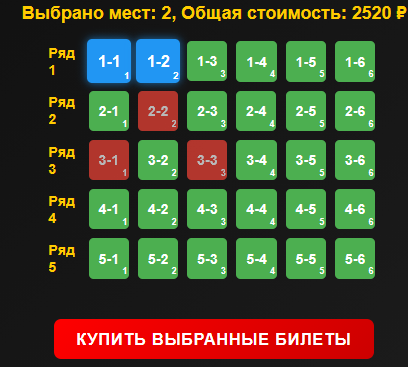 Выбрано мест: 2, Общая стоимость: 2520 ₽
Ряд 1 1-1 1 1-2 2 1-3 3 1-4 4 1-5 5 1-6 6
Ряд 2 2-1 1 2-2 2 2-3 3 2-4 4 2-5 5 2-6 6
Ряд 3 3-1 1 3-2 2 3-3 3 3-4 4 3-5 5 3-6 6
Ряд 4 4-1 1 4-2 2 4-3 3 4-4 4 4-5 5 4-6 6
Ряд 5 5-1 1 5-2 2 5-3 3 5-4 4 5-5 5 5-6 6
КУПИТЬ ВЫБРАННЫЕ БИЛЕТЫ